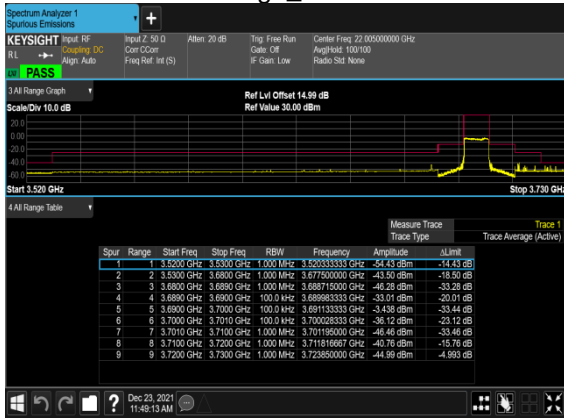 Spectrum Analyzer 1
Spurious Emissions
KEYSIGHT Input: RF Input Z: 50 Ω Atten: 20 dB Trig: Free Run Center Freq: 22.005000000 GHz
RL Coupling: DC Corr CCorr Gate: Off Avg|Hold: 100/100
Align: Auto Freq Ref: Int (S) IF Gain: Low Radio Std: None
PASS
3 All Range Graph
Ref Lvl Offset 14.99 dB
Scale/Div 10.0 dB Ref Value 30.00 dBm
20.0
0.00
-20.0
-40.0
-60.0
Start 3.520 GHz Stop 3.730 GHz
4 All Range Table
Measure Trace Trace 1
Trace Type Trace Average (Active)
Spur Range Start Freq Stop Freq RBW Frequency Amplitude ΔLimit
1 1 3.5200 GHz 3.5300 GHz 1.000 MHz 3.520333333 GHz -54.43 dBm -14.43 dB
2 2 3.5300 GHz 3.6800 GHz 1.000 MHz 3.677500000 GHz -43.50 dBm -18.50 dB
3 3 3.6800 GHz 3.6890 GHz 1.000 MHz 3.688715000 GHz -46.28 dBm -33.28 dB
4 4 3.6890 GHz 3.6900 GHz 100.0 kHz 3.689983333 GHz -33.01 dBm -20.01 dB
5 5 3.6900 GHz 3.7000 GHz 100.0 kHz 3.691133333 GHz -3.438 dBm -33.44 dB
6 6 3.7000 GHz 3.7010 GHz 100.0 kHz 3.700028333 GHz -36.12 dBm -23.12 dB
7 7 3.7010 GHz 3.7100 GHz 1.000 MHz 3.701195000 GHz -46.46 dBm -33.46 dB
8 8 3.7100 GHz 3.7200 GHz 1.000 MHz 3.711816667 GHz -40.76 dBm -15.76 dB
9 9 3.7200 GHz 3.7300 GHz 1.000 MHz 3.723850000 GHz -44.99 dBm -4.993 dB
Dec 23, 2021
11:49:13 AM